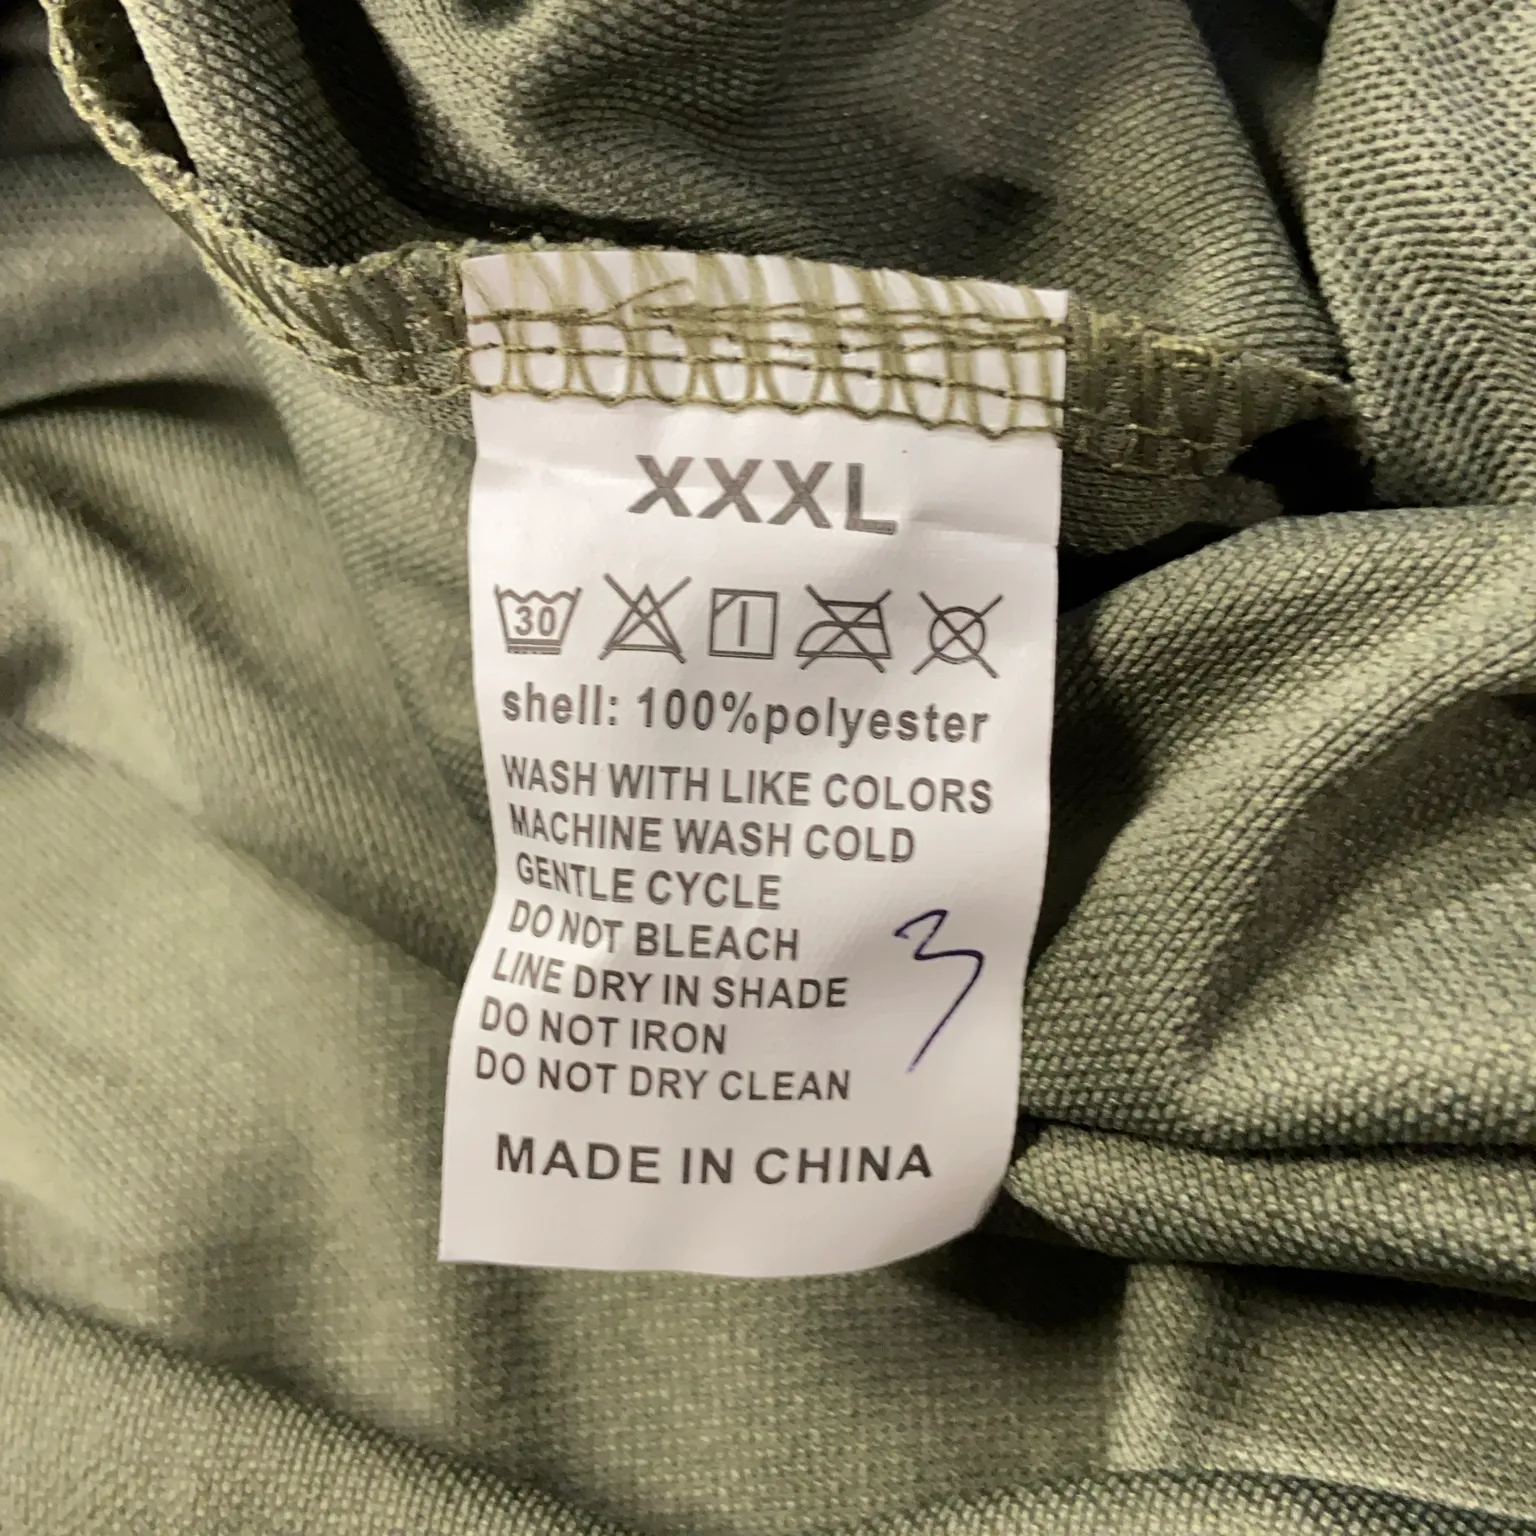 XXXL
30
shell: 100%polyester
WASH WITH LIKE COLORS
MACHINE WASH COLD
GENTLE CYCLE
DO NOT BLEACH
LINE DRY IN SHADE
DO NOT IRON
DO NOT DRY CLEAN
3
MADE IN CHINA